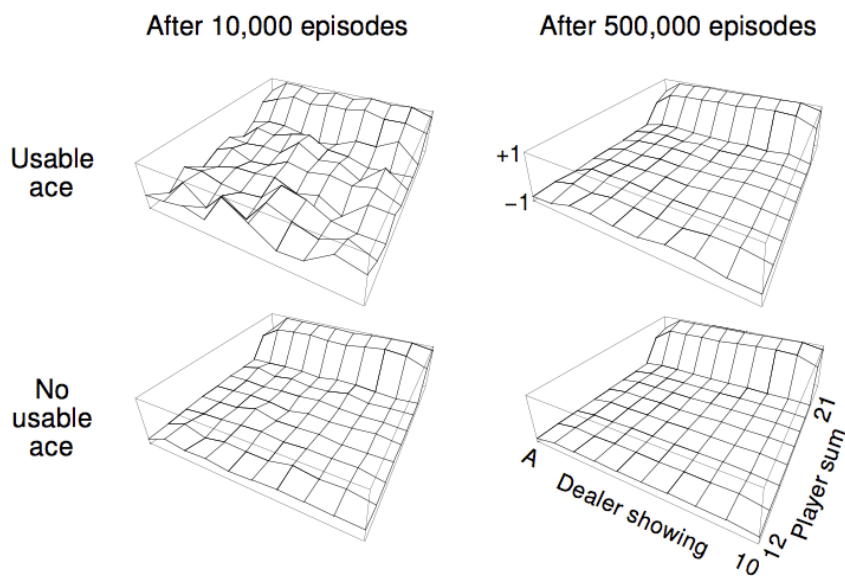 After 10,000 episodes
After 500,000 episodes
Usable
ace
+1
−1
No
usable
ace
A
Dealer showing
10
12
Player sum
21